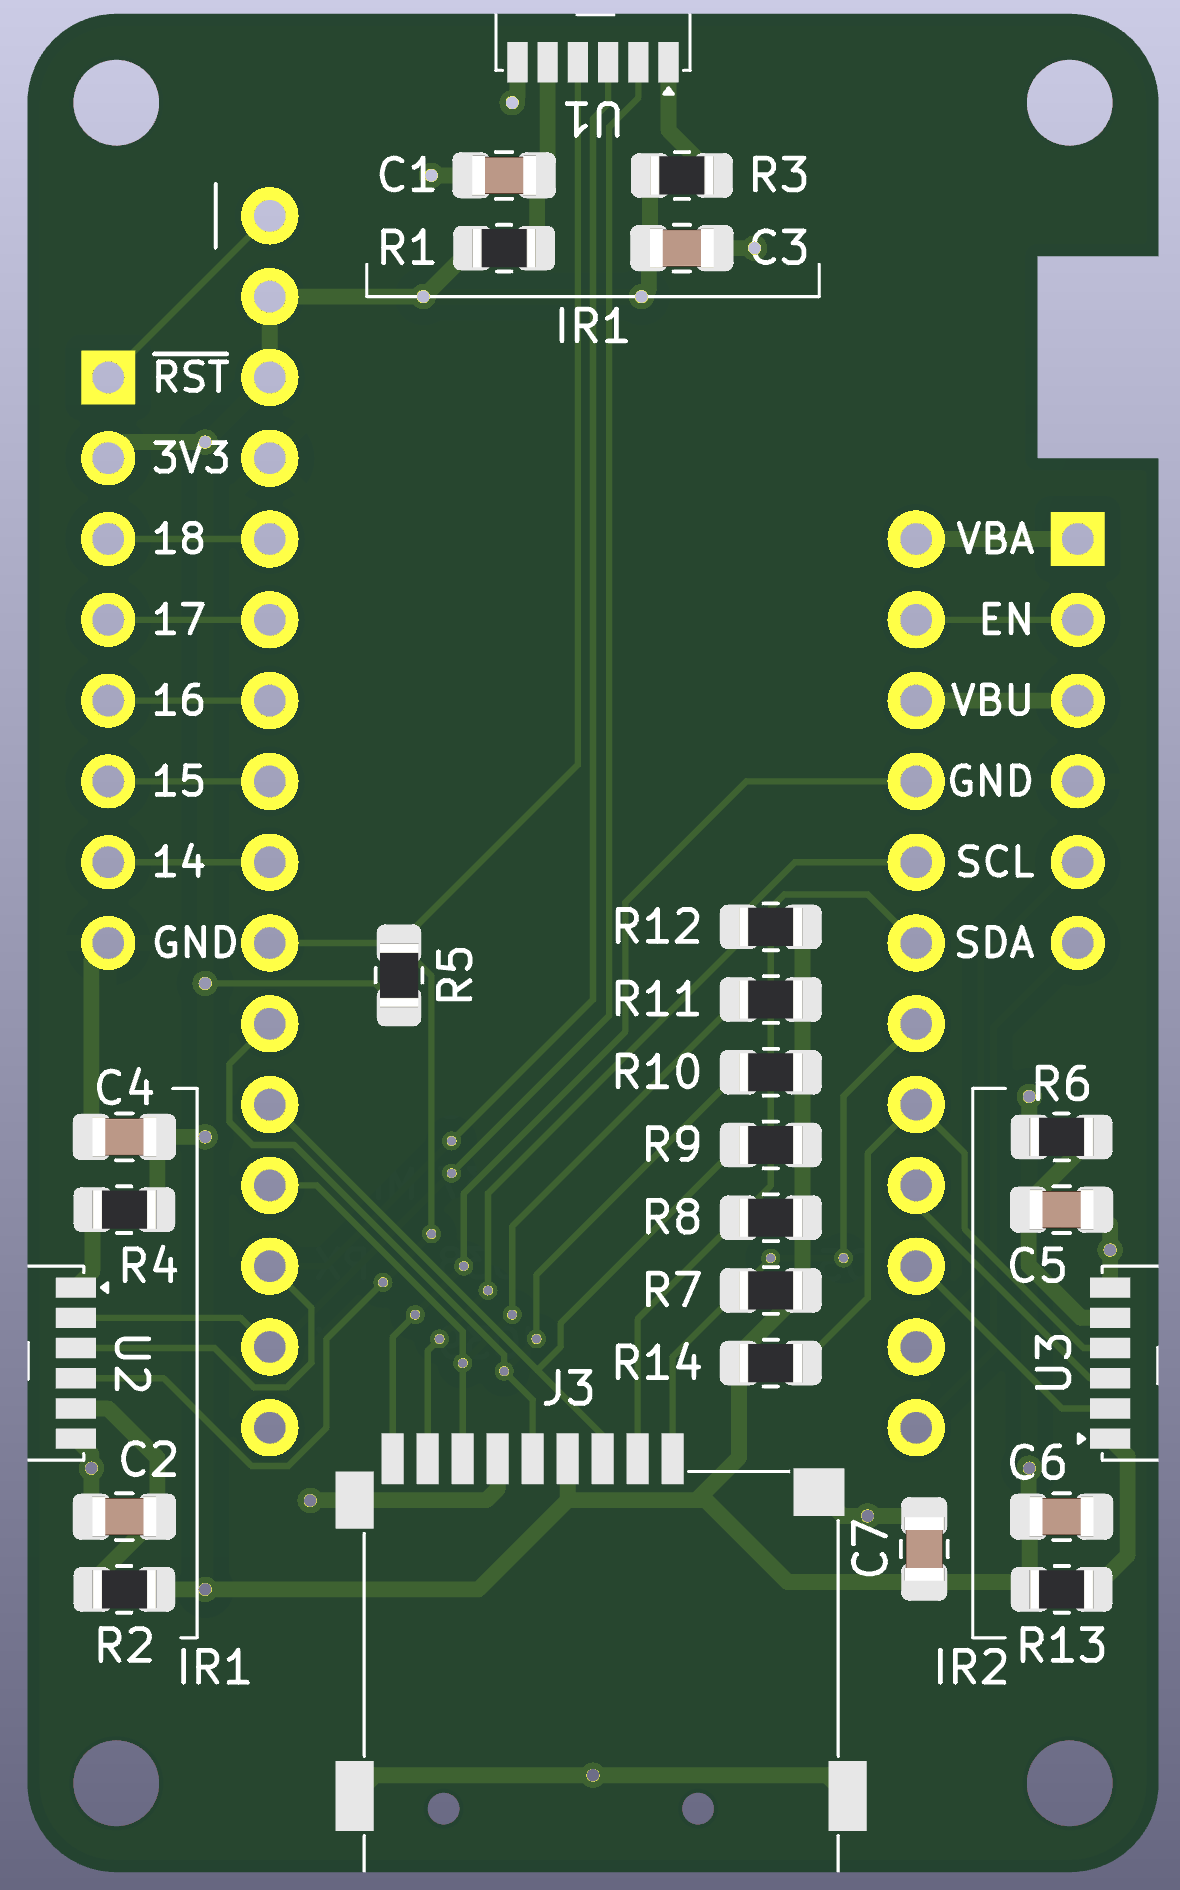 U1
C1
R3
R1
C3
IR1
RST
3V3
18
VBA
17
EN
16
VBU
15
GND
14
SCL
R12
GND
SDA
R5
R11
R10
C4
R6
R9
R8
R4
C5
R7
U2
U3
R14
J3
C2
C6
C7
R2
R13
IR1
IR2